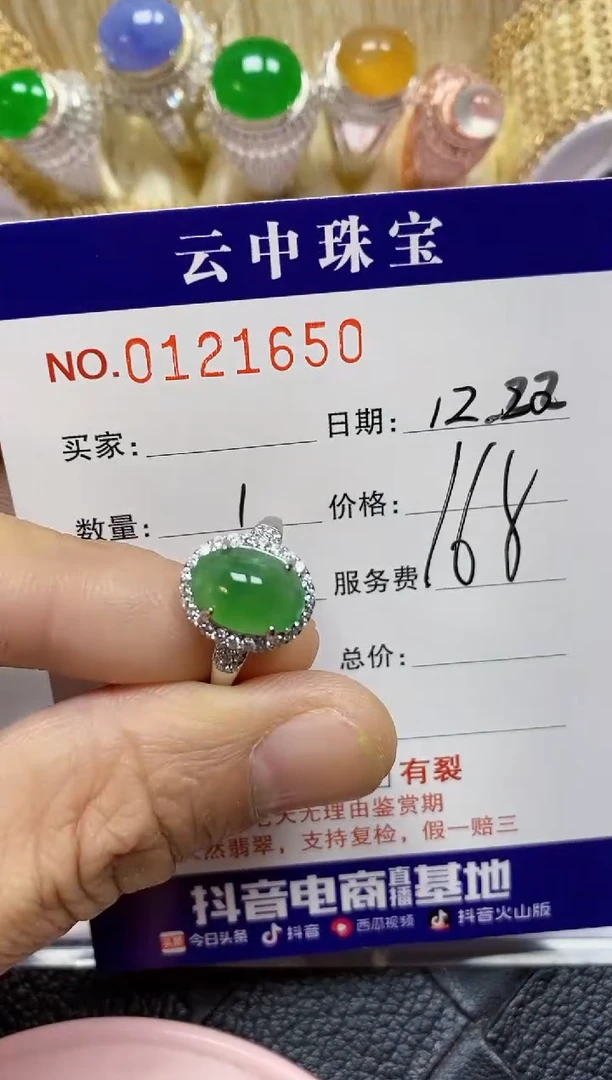 云中珠宝
NO.0121650
买家: 日期: 12.22
数量: 1 价格: 168
服务费
总价:
有裂
天无理由鉴赏期
然翡翠，支持复检，假一赔三
抖音电商直播基地
头条 今日头条 抖音 西瓜视频 抖音火山版